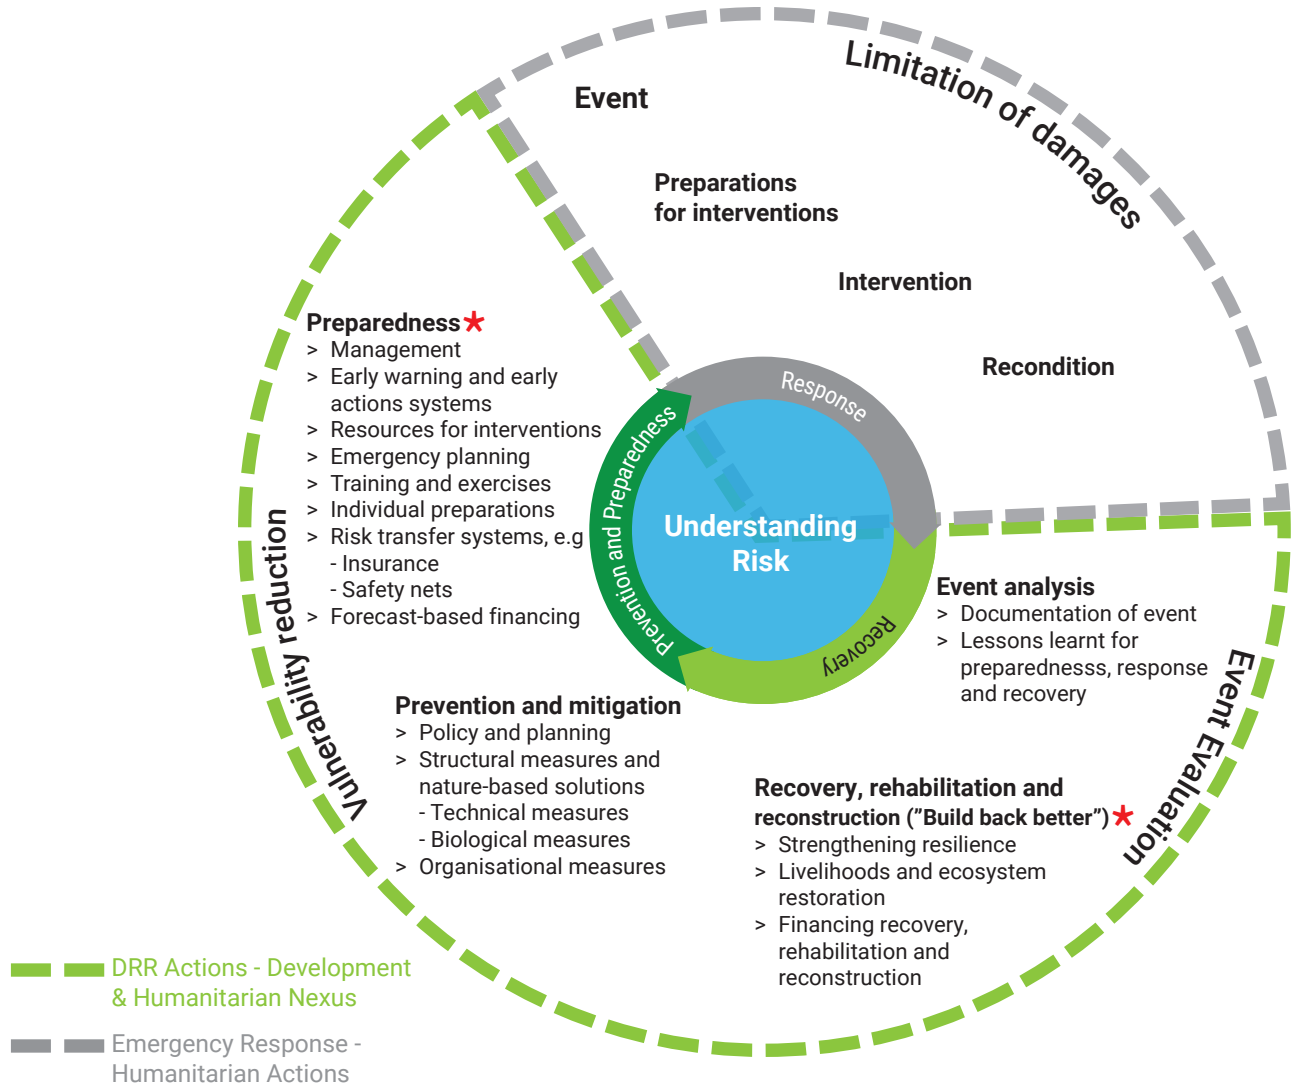 Limitation of damages
Event
Preparations
for interventions
Intervention
Recondition
Preparedness*
> Management
> Early warning and early
actions systems
> Resources for interventions
> Emergency planning
> Training and exercises
> Individual preparations
> Risk transfer systems, e.g
- Insurance
- Safety nets
> Forecast-based financing
Vulnerability reduction
Response
Prevention and Preparedness
Recovery
Understanding
Risk
Event analysis
> Documentation of event
> Lessons learnt for
preparednesss, response
and recovery
Event Evaluation
Prevention and mitigation
> Policy and planning
> Structural measures and
nature-based solutions
- Technical measures
- Biological measures
> Organisational measures
Recovery, rehabilitation and
reconstruction (”Build back better”)*
> Strengthening resilience
> Livelihoods and ecosystem
restoration
> Financing recovery,
rehabilitation and
reconstruction
DRR Actions - Development
& Humanitarian Nexus
Emergency Response -
Humanitarian Actions